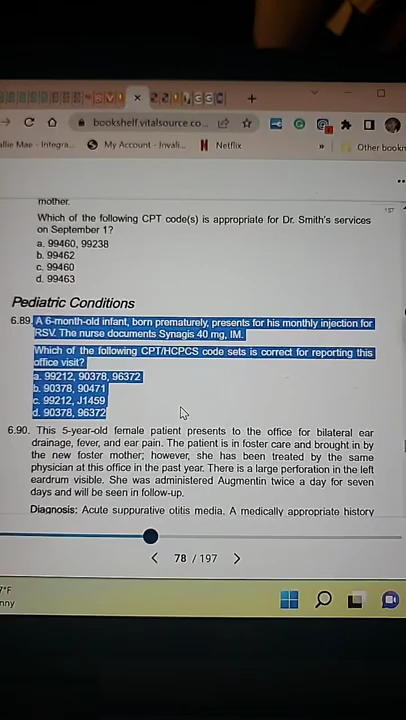 bookshelf.vitalsource.co...
allie Mae - Integra...
My Account - Invali...
Netflix
»
Other bookn
157
mother.
Which of the following CPT code(s) is appropriate for Dr. Smith's services
on September 1?
a. 99460, 99238
b. 99462
c. 99460
d. 99463
Pediatric Conditions
6.89. A 6-month-old infant, born prematurely, presents for his monthly injection for
RSV. The nurse documents Synagis 40 mg, IM.
Which of the following CPT/HCPCS code sets is correct for reporting this
office visit?
a. 99212, 90378, 96372
b. 90378, 90471
c. 99212, J1459
d. 90378, 96372
6.90. This 5-year-old female patient presents to the office for bilateral ear
drainage, fever, and ear pain. The patient is in foster care and brought in by
the new foster mother; however, she has been treated by the same
physician at this office in the past year. There is a large perforation in the left
eardrum visible. She was administered Augmentin twice a day for seven
days and will be seen in follow-up.
Diagnosis: Acute suppurative otitis media. A medically appropriate history
78 / 197
7°F
nny